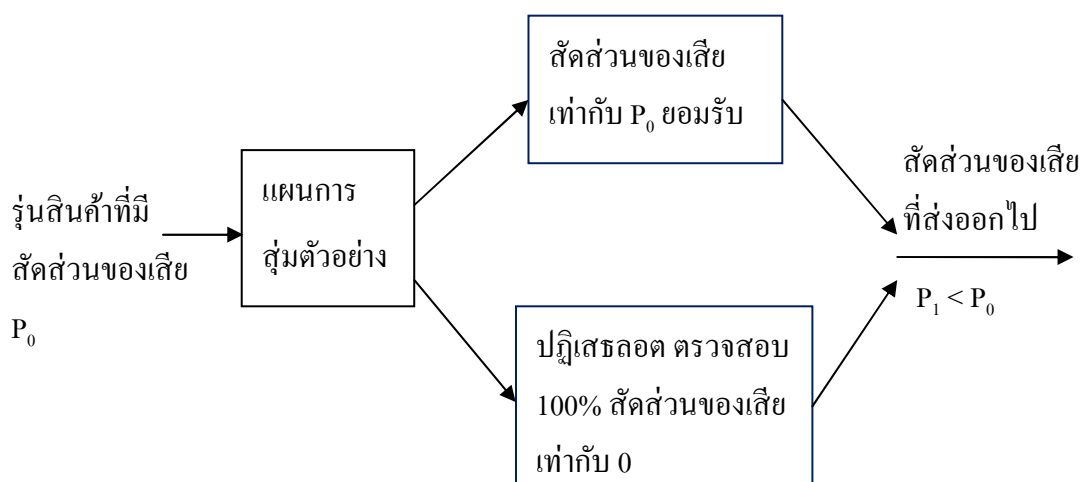 รุ่นสินค้าที่มี
สัดส่วนของเสีย
P₀
แผนการ
สุ่มตัวอย่าง
สัดส่วนของเสีย
เท่ากับ P₀ ยอมรับ
ปฏิเสธลอต ตรวจสอบ
100% สัดส่วนของเสีย
เท่ากับ 0
สัดส่วนของเสีย
ที่ส่งออกไป
P₁ < P₀